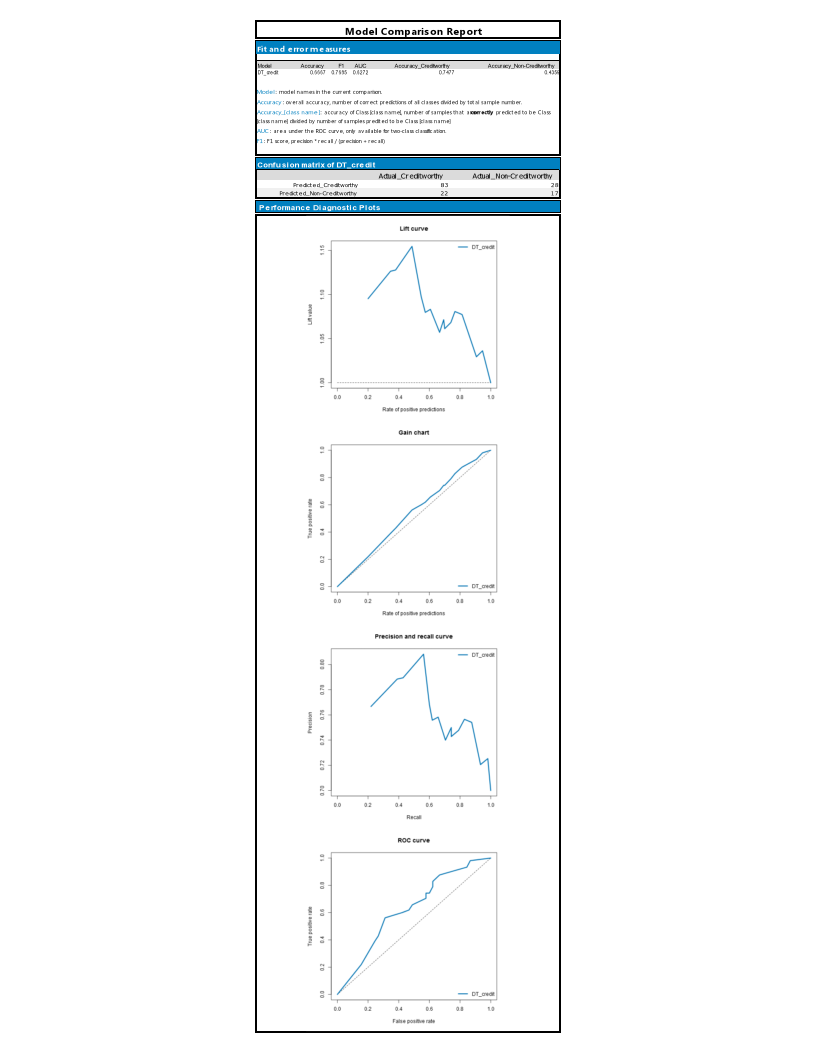 Model Comparison Report
Fit and error measures
Model Accuracy F1 AUC Accuracy_Creditworthy Accuracy_Non-Creditworthy
DT_credit 0.6667 0.7685 0.6272 0.7477 0.4359
Model: model names in the current comparison.
Accuracy: overall accuracy, number of correct predictions of all classes divided by total sample number.
Accuracy_[class name]: accuracy of Class [class name], number of samples that are correctly predicted to be Class
[class name] divided by number of samples predited to be Class [class name]
AUC: area under the ROC curve, only available for two-class classification.
F1: F1 score, precision * recall / (precision + recall)
Confusion matrix of DT_credit
Actual_Creditworthy Actual_Non-Creditworthy
Predicted_Creditworthy 83 28
Predicted_Non-Creditworthy 22 17
Performance Diagnostic Plots
Lift curve
DT_credit
Lift value
1.15
1.10
1.05
1.00
0.0 0.2 0.4 0.6 0.8 1.0
Rate of positive predictions
Gain chart
True positive rate
1.0
0.8
0.6
0.4
0.2
0.0
DT_credit
0.0 0.2 0.4 0.6 0.8 1.0
Rate of positive predictions
Precision and recall curve
DT_credit
Precision
0.80
0.78
0.76
0.74
0.72
0.70
0.0 0.2 0.4 0.6 0.8 1.0
Recall
ROC curve
True positive rate
1.0
0.8
0.6
0.4
0.2
0.0
DT_credit
0.0 0.2 0.4 0.6 0.8 1.0
False positive rate